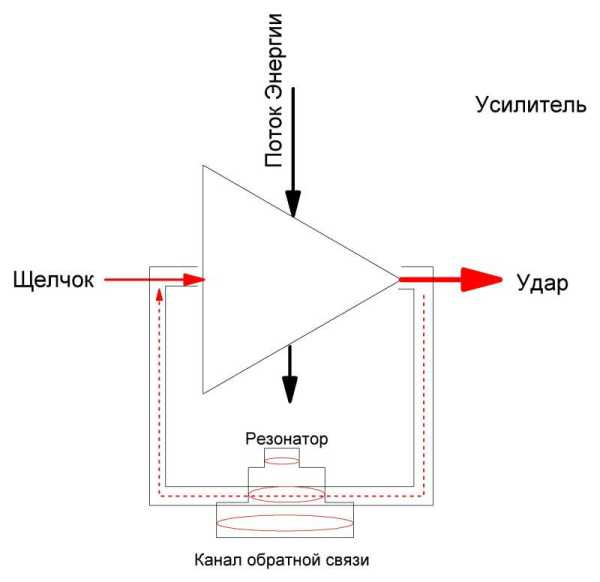 Поток Энергии
Усилитель
Щелчок
Удар
Резонатор
Канал обратной связи